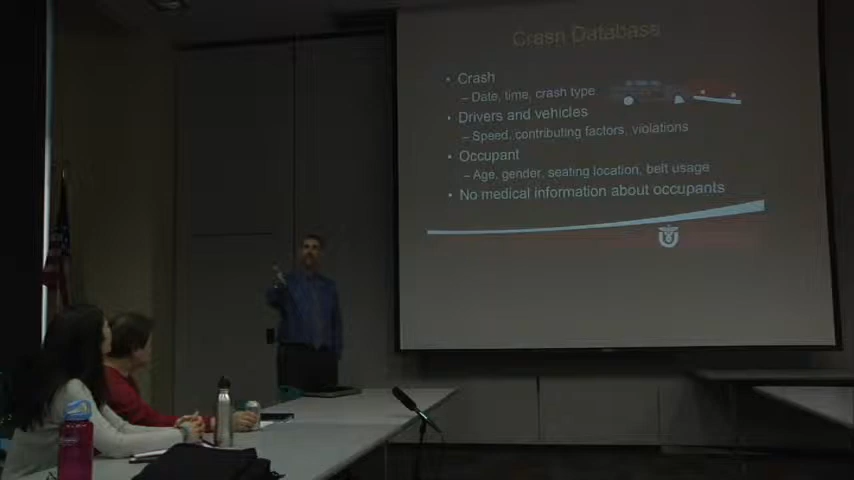 Crash Database
• Crash
– Date, time, crash type
• Drivers and vehicles
– Speed, contributing factors, violations
• Occupant
– Age, gender, seating location, belt usage
• No medical information about occupants